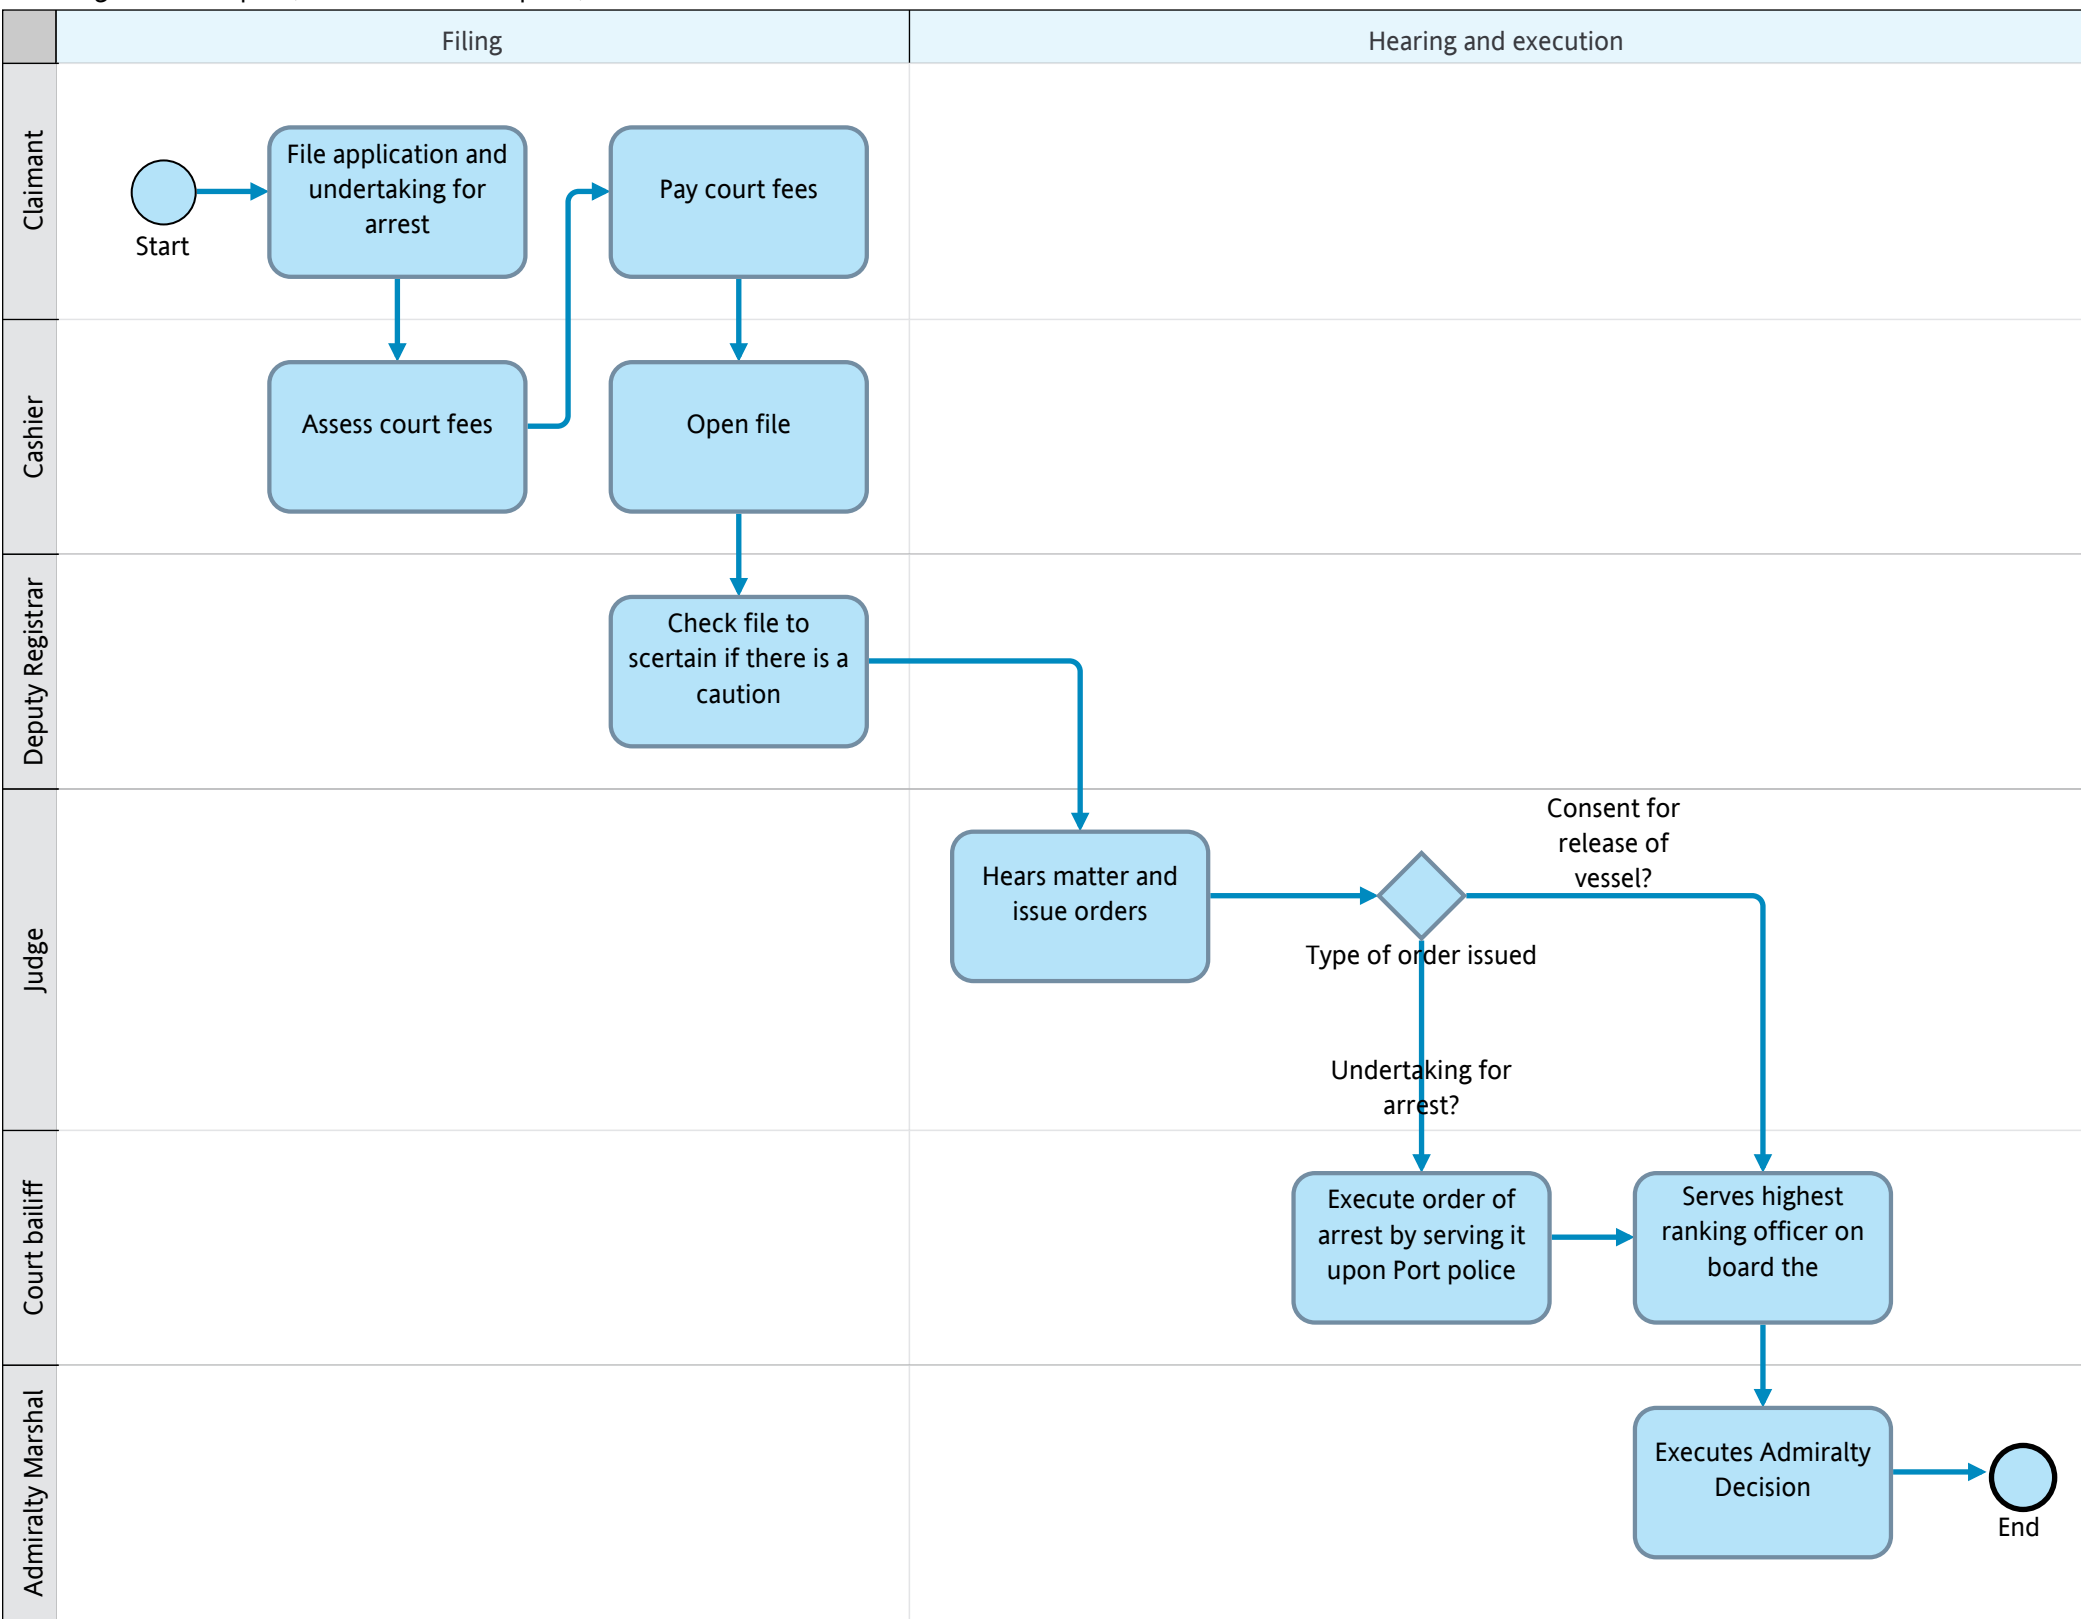 Filing
Hearing and execution
Claimant
Start
File application and
undertaking for
arrest
Pay court fees
Cashier
Assess court fees
Open file
Deputy Registrar
Check file to
scertain if there is a
caution
Judge
Hears matter and
issue orders
Type of order issued
Consent for
release of
vessel?
Undertaking for
arrest?
Court bailiff
Execute order of
arrest by serving it
upon Port police
Serves highest
ranking officer on
board the
Admiralty Marshal
Executes Admiralty
Decision
End